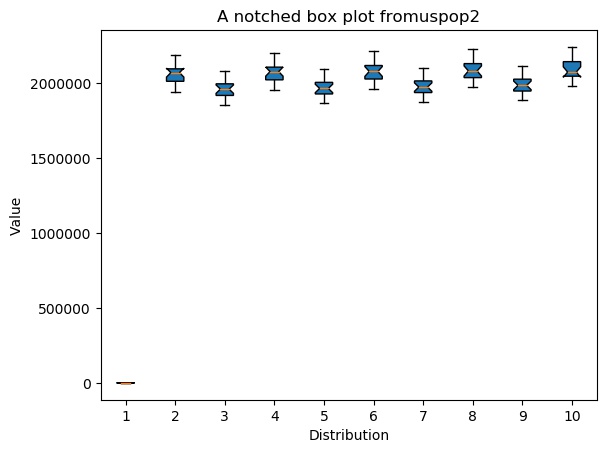 A notched box plot fromuspop2
2000000
1500000
1000000
500000
0
Value
1 2 3 4 5 6 7 8 9 10
Distribution